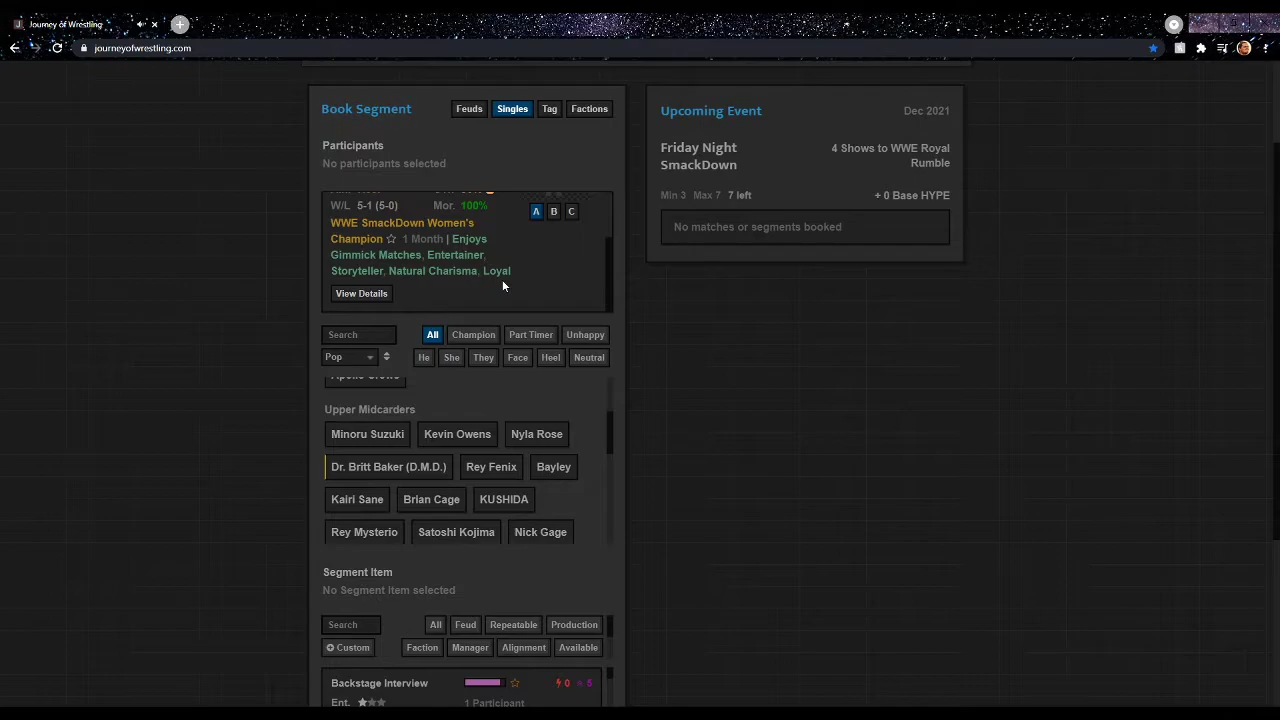 Journey of Wrestling
journeyofwrestling.com
Book Segment
Feuds Singles Tag Factions
Participants
No participants selected
W/L 5-1 (5-0) Mor. 100%
A B C
WWE SmackDown Women's
Champion 1 Month | Enjoys
Gimmick Matches, Entertainer,
Storyteller, Natural Charisma, Loyal
View Details
Search All Champion Part Timer Unhappy
Pop He She They Face Heel Neutral
Apollo Crews
Upper Midcarders
Minoru Suzuki Kevin Owens Nyla Rose
Dr. Britt Baker (D.M.D.) Rey Fenix Bayley
Kairi Sane Brian Cage KUSHIDA
Rey Mysterio Satoshi Kojima Nick Gage
Segment Item
No Segment Item selected
Search All Feud Repeatable Production
Custom Faction Manager Alignment Available
Backstage Interview 0 5
Ent. 1 Participant
Upcoming Event Dec 2021
Friday Night
SmackDown
4 Shows to WWE Royal
Rumble
Min 3 Max 7 7 left + 0 Base HYPE
No matches or segments booked